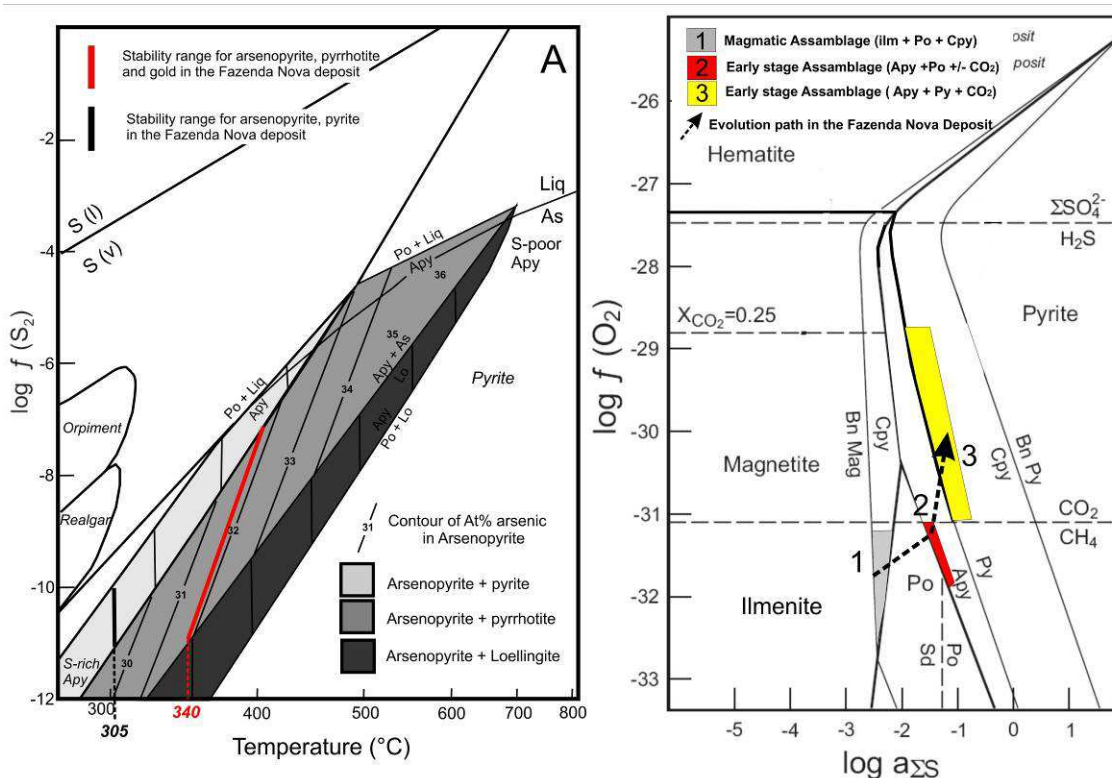 Stability range for arsenopyrite, pyrrhotite
and gold in the Fazenda Nova deposit
Stability range for arsenopyrite, pyrite
in the Fazenda Nova deposit
A
-2
-4
-6
-8
-10
-12
log f (S2)
S (l)
S (v)
Liq
As
S-poor
Apy
Po + Liq
Apy
36
35
34
33
32
31
30
Apy + As
Lo
Po + Liq
Apy
Apy
Po + Lo
Pyrite
Orpiment
Realgan
S-rich
Apy
31
Contour of At% arsenic
in Arsenopyrite
Arsenopyrite + pyrite
Arsenopyrite + pyrrhotite
Arsenopyrite + Loellingite
300
305
340
400
500
600
700
800
Temperature (°C)
1
Magmatic Assamblage (ilm + Po + Cpy)
osit
2
Early stage Assamblage (Apy +Po +/- CO2)
posit
3
Early stage Assamblage ( Apy + Py + CO2)
Evolution path in the Fazenda Nova Deposit
-26
-27
-28
-29
-30
-31
-32
-33
log f (O2)
Hematite
ΣSO4 2-
H2S
XCO2=0.25
Pyrite
Bn Mag
Cpy
Magnetite
3
Bn Py
Cpy
2
CO2
CH4
1
Po
Apy
Py
Ilmenite
Po
Sd
-5
-4
-3
-2
-1
0
1
log aΣS